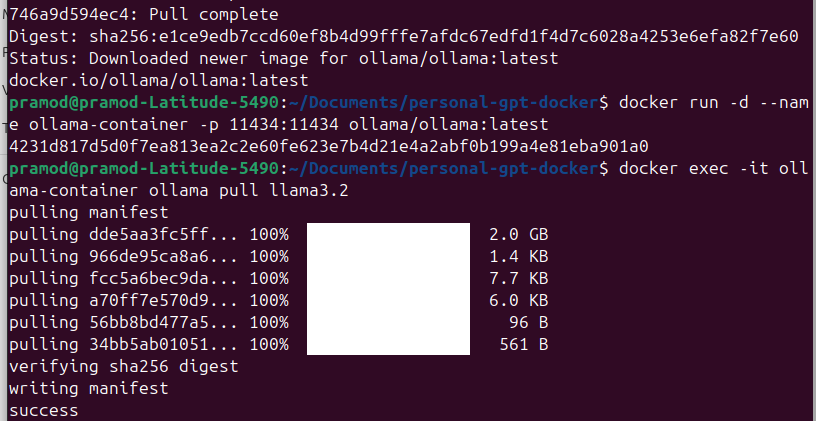 746a9d594ec4: Pull complete
Digest: sha256:e1ce9edb7ccd60ef8b4d99fffe7afdc67edfd1f4d7c6028a4253e6efa82f7e60
Status: Downloaded newer image for ollama/ollama:latest
docker.io/ollama/ollama:latest
pramod@pramod-Latitude-5490:~/Documents/personal-gpt-docker$ docker run -d --nam
e ollama-container -p 11434:11434 ollama/ollama:latest
4231d817d5d0f7ea813ea2c2e60fe623e7b4d21e4a2abf0b199a4e81eba901a0
pramod@pramod-Latitude-5490:~/Documents/personal-gpt-docker$ docker exec -it oll
ama-container ollama pull llama3.2
pulling manifest
pulling dde5aa3fc5ff... 100% 2.0 GB
pulling 966de95ca8a6... 100% 1.4 KB
pulling fcc5a6bec9da... 100% 7.7 KB
pulling a70ff7e570d9... 100% 6.0 KB
pulling 56bb8bd477a5... 100% 96 B
pulling 34bb5ab01051... 100% 561 B
verifying sha256 digest
writing manifest
success